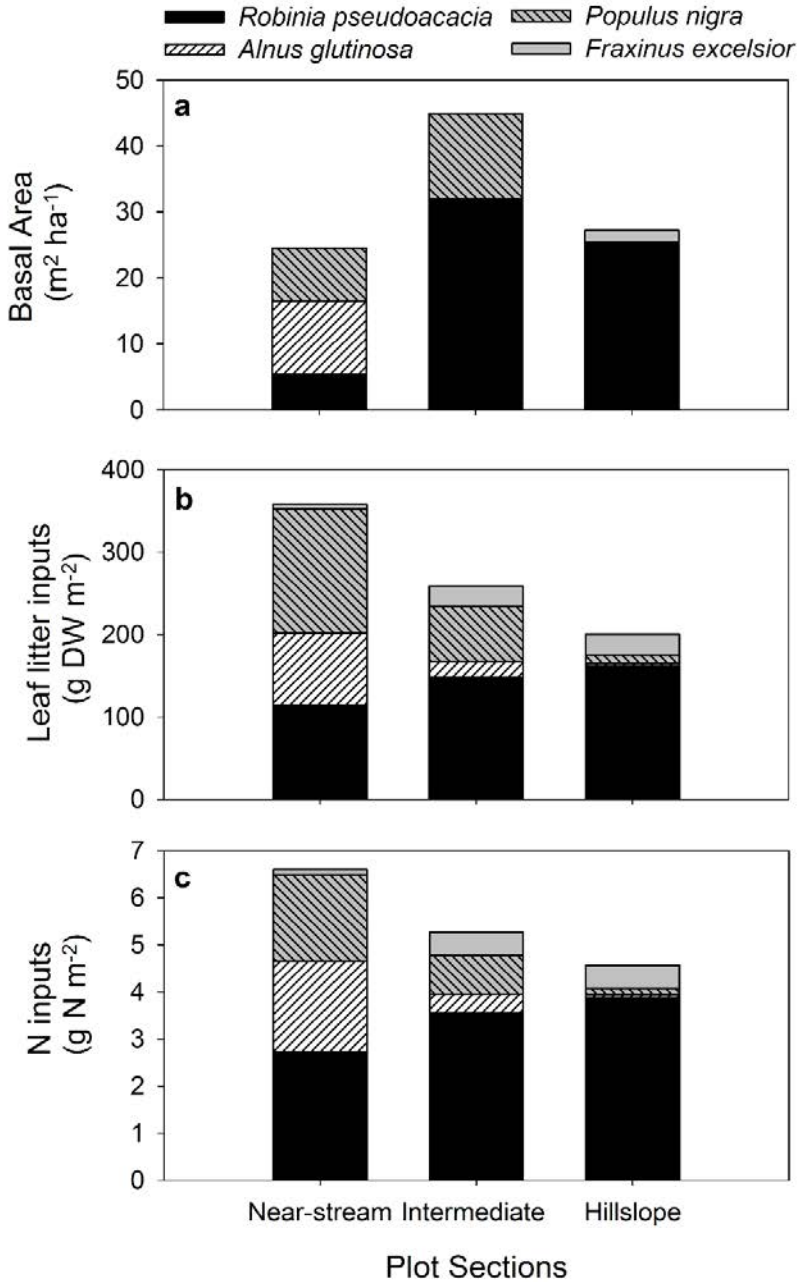 Robinia pseudoacacia Populus nigra
Alnus glutinosa Fraxinus excelsior
a
Basal Area
(m² ha⁻¹)
50
40
30
20
10
0
b
Leaf litter inputs
(g DW m⁻²)
400
300
200
100
0
c
N inputs
(g N m⁻²)
7
6
5
4
3
2
1
0
Near-stream Intermediate Hillslope
Plot Sections